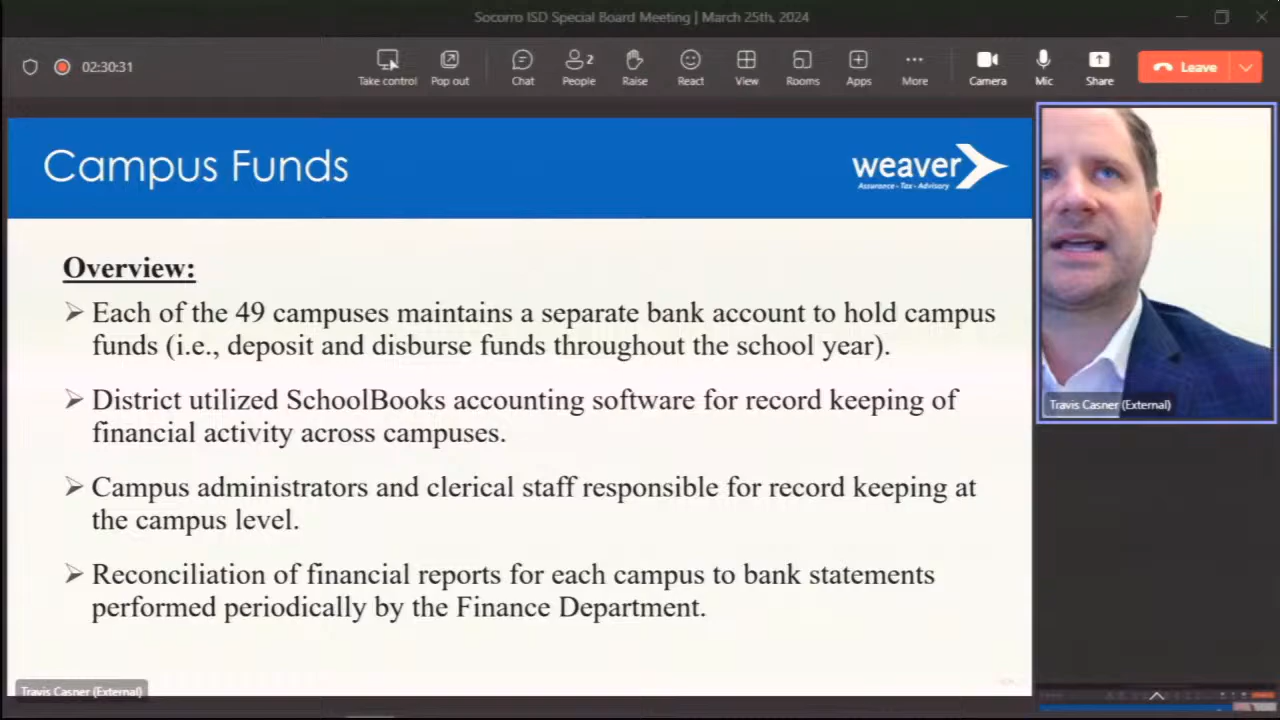 Socorro ISD Special Board Meeting | March 25th, 2024
02:30:31
Take control
Pop out
Chat
2
People
Raise
React
View
Rooms
Apps
More
Camera
Mic
Share
Leave
Campus Funds
weaver
Assurance • Tax • Advisory
Overview:
Each of the 49 campuses maintains a separate bank account to hold campus
funds (i.e., deposit and disburse funds throughout the school year).
District utilized SchoolBooks accounting software for record keeping of
financial activity across campuses.
Campus administrators and clerical staff responsible for record keeping at
the campus level.
Reconciliation of financial reports for each campus to bank statements
performed periodically by the Finance Department.
Travis Casner (External)
Travis Casner (External)